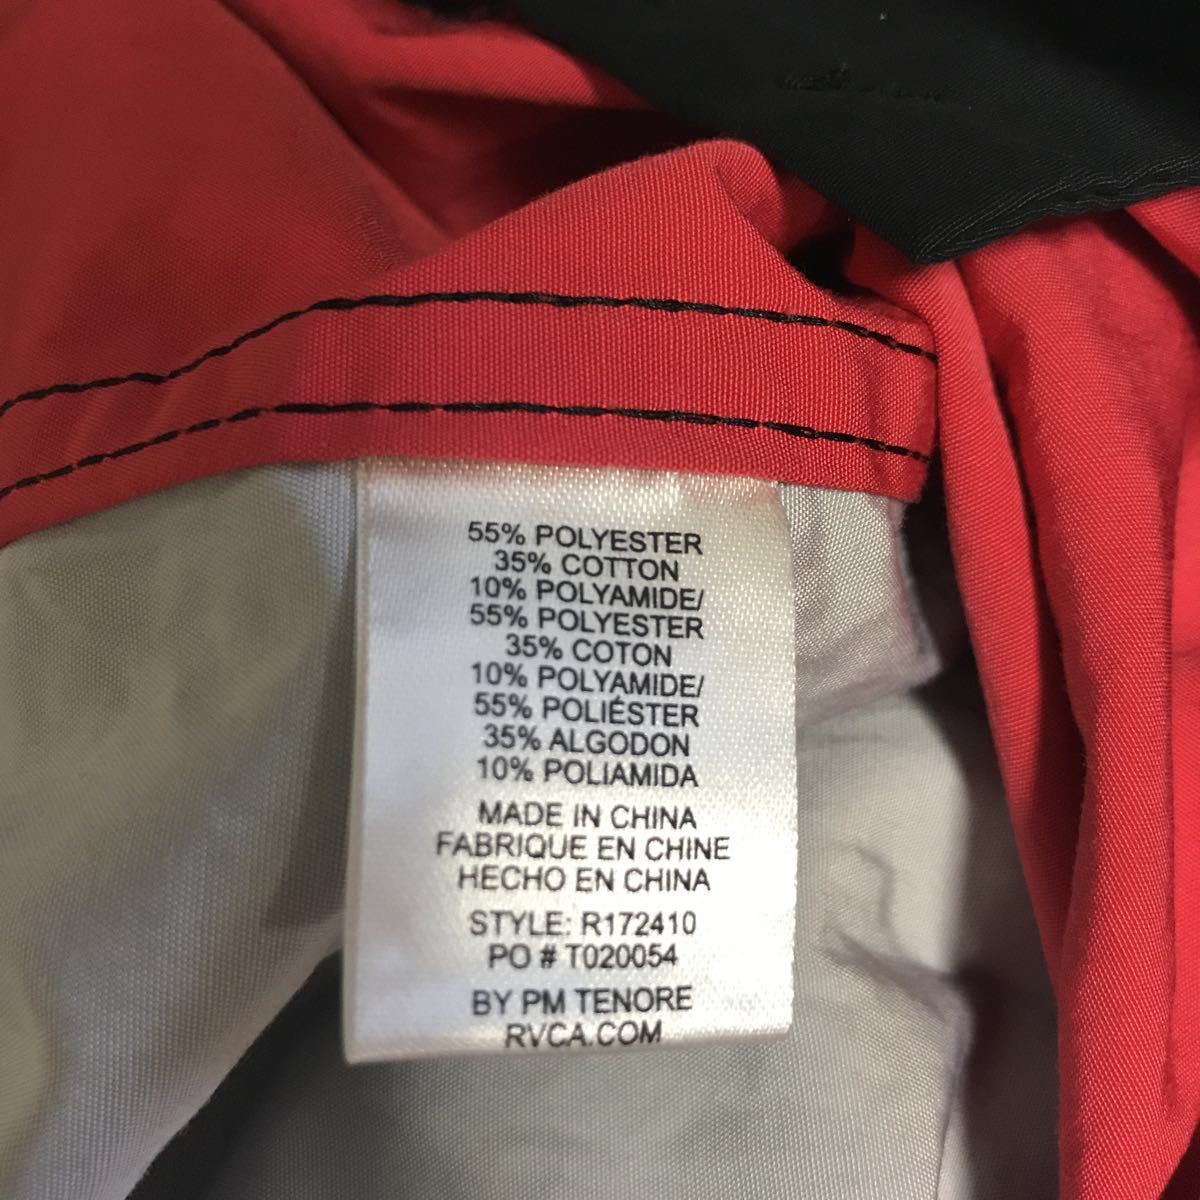 55% POLYESTER
35% COTTON
10% POLYAMIDE/
55% POLYESTER
35% COTON
10% POLYAMIDE/
55% POLIÉSTER
35% ALGODON
10% POLIAMIDA
MADE IN CHINA
FABRIQUE EN CHINE
HECHO EN CHINA
STYLE: R172410
PO # T020054
BY PM TENORE
RVCA.COM